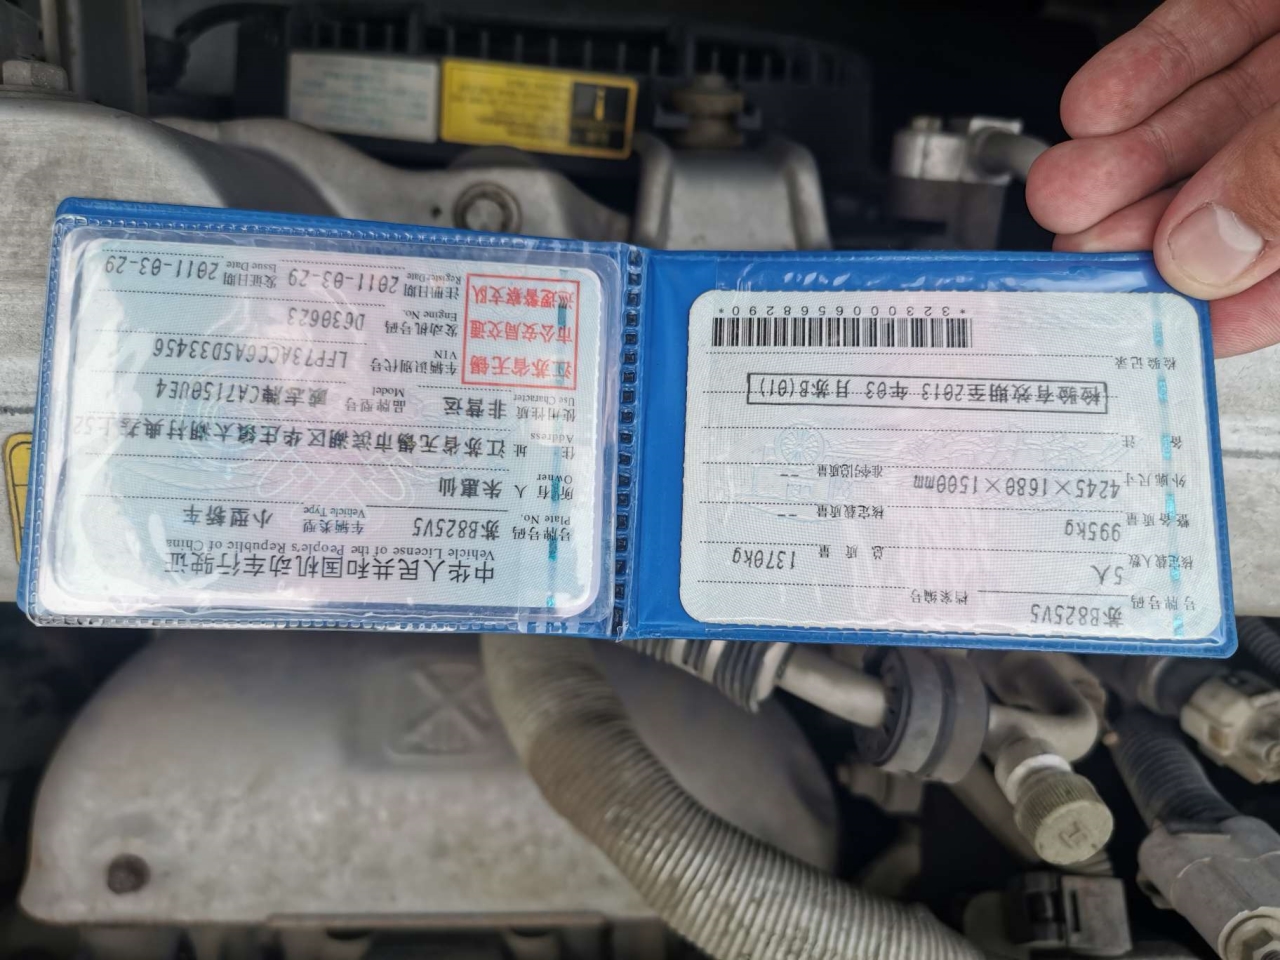 中华人民共和国机动车行驶证
Vehicle License of the People's Republic of China
号牌号码 苏B825V5 车辆类型 小型轿车
Plate No. Vehicle Type
所有人 朱惠仙
Owner
住址 江苏省无锡市滨湖区华庄镇太湖村典巷上52
Address
使用性质 非营运 品牌型号 威志牌CA7150UE4
Use Character Model
江苏省无锡
市公安局交通
巡逻警察支队
车辆识别代号 LFP73ACC6A5D33456
VIN
发动机号码 D630623
Engine No.
注册日期 2011-03-29 发证日期 2011-03-29
Register Date Issue Date
号牌号码 苏B825V5 档案编号
核定载人数 5人 总质量 1370kg
整备质量 995kg 核定载质量 --
外廓尺寸 4245×1680×1500mm 准牵引总质量 --
备注
检验有效期至2013年03月苏B(01)
检验记录
3230005658290